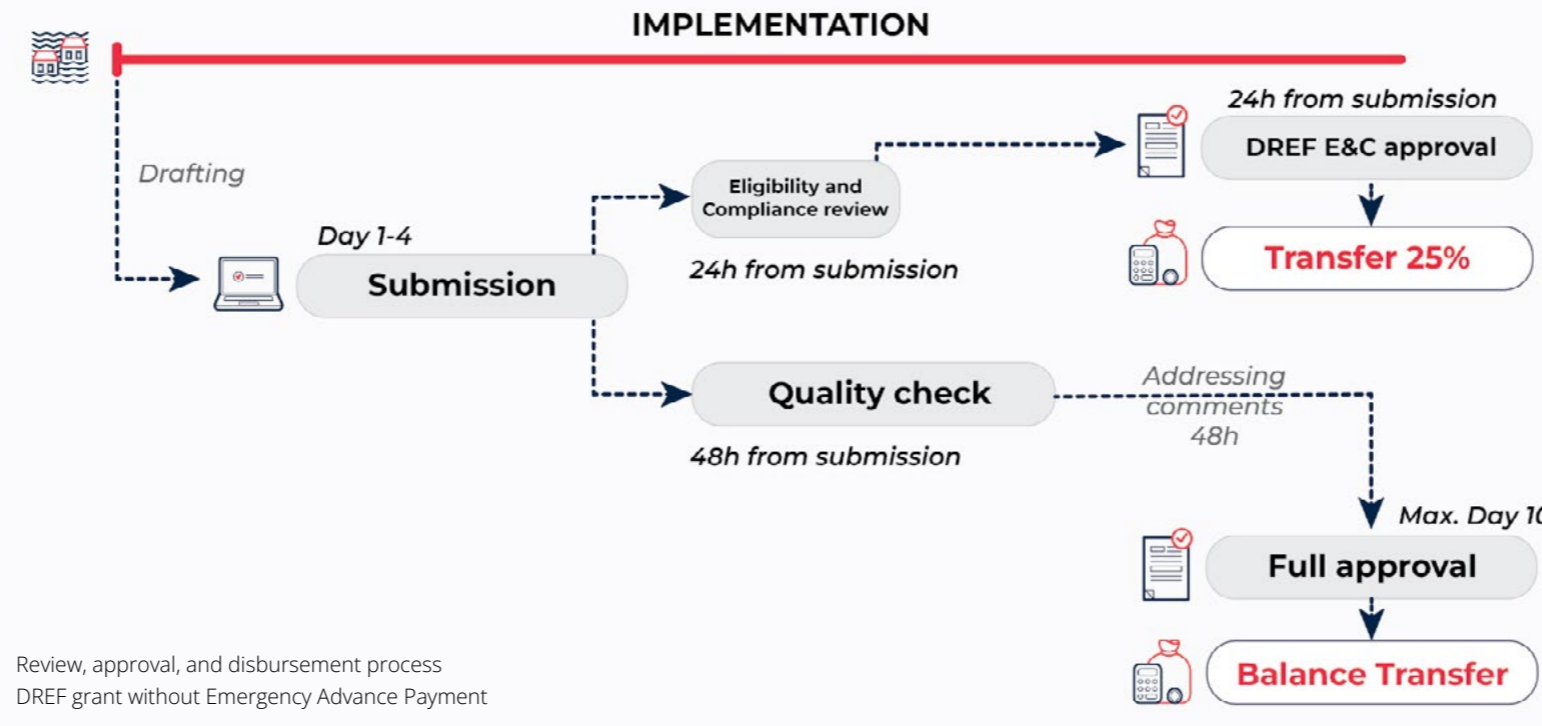 IMPLEMENTATION
Drafting
Day 1-4
Submission
Eligibility and
Compliance review
24h from submission
24h from submission
DREF E&C approval
Transfer 25%
Quality check
48h from submission
Addressing
comments
48h
Max. Day 10
Full approval
Balance Transfer
Review, approval, and disbursement process
DREF grant without Emergency Advance Payment